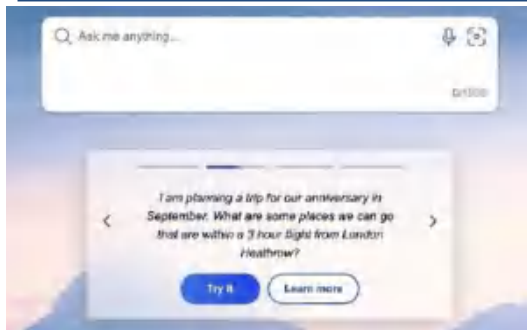 Ask me anything...
0/1000
I am planning a trip for our anniversary in
September. What are some places we can go
that are within a 3 hour flight from London
Heathrow?
Try it
Learn more